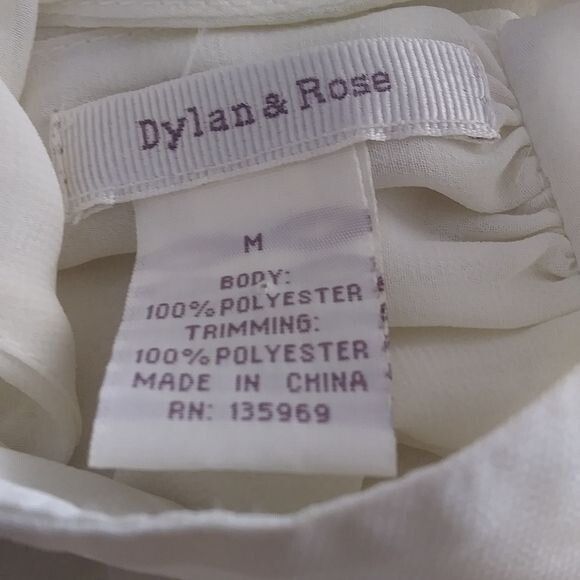 Dylan & Rose
M
BODY:
100% POLYESTER
TRIMMING:
100% POLYESTER
MADE IN CHINA
RN: 135969